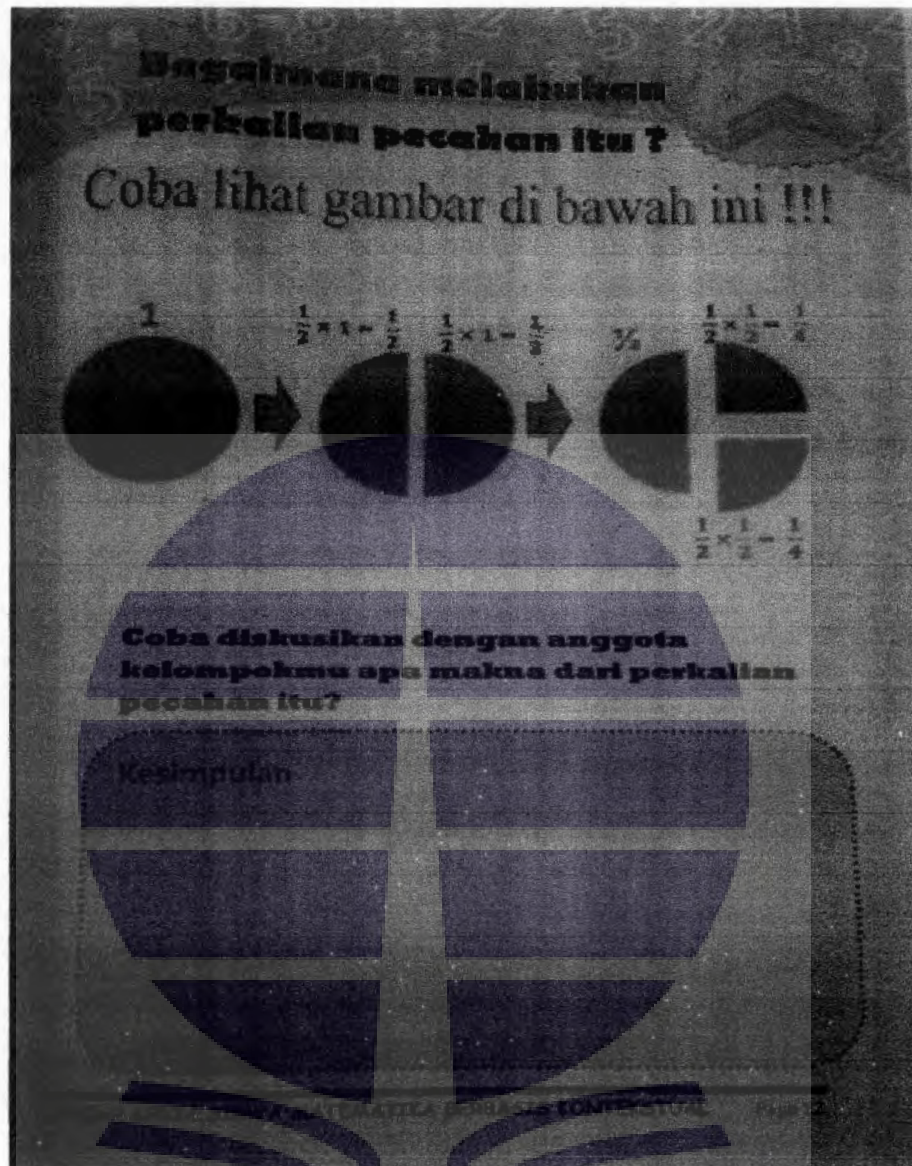 Bagaimana melakukan
perkalian pecahan itu ?
Coba lihat gambar di bawah ini !!!
1
1/2 × 1 = 1/2
1/2 × 1 = 1/2
½
1/2 × 1/2 = 1/4
1/2 × 1/2 = 1/4
Coba diskusikan dengan anggota
kelompokmu apa makna dari perkalian
pecahan itu?
Kesimpulan
MATEMATIKA BERBASIS KONTEKSTUAL